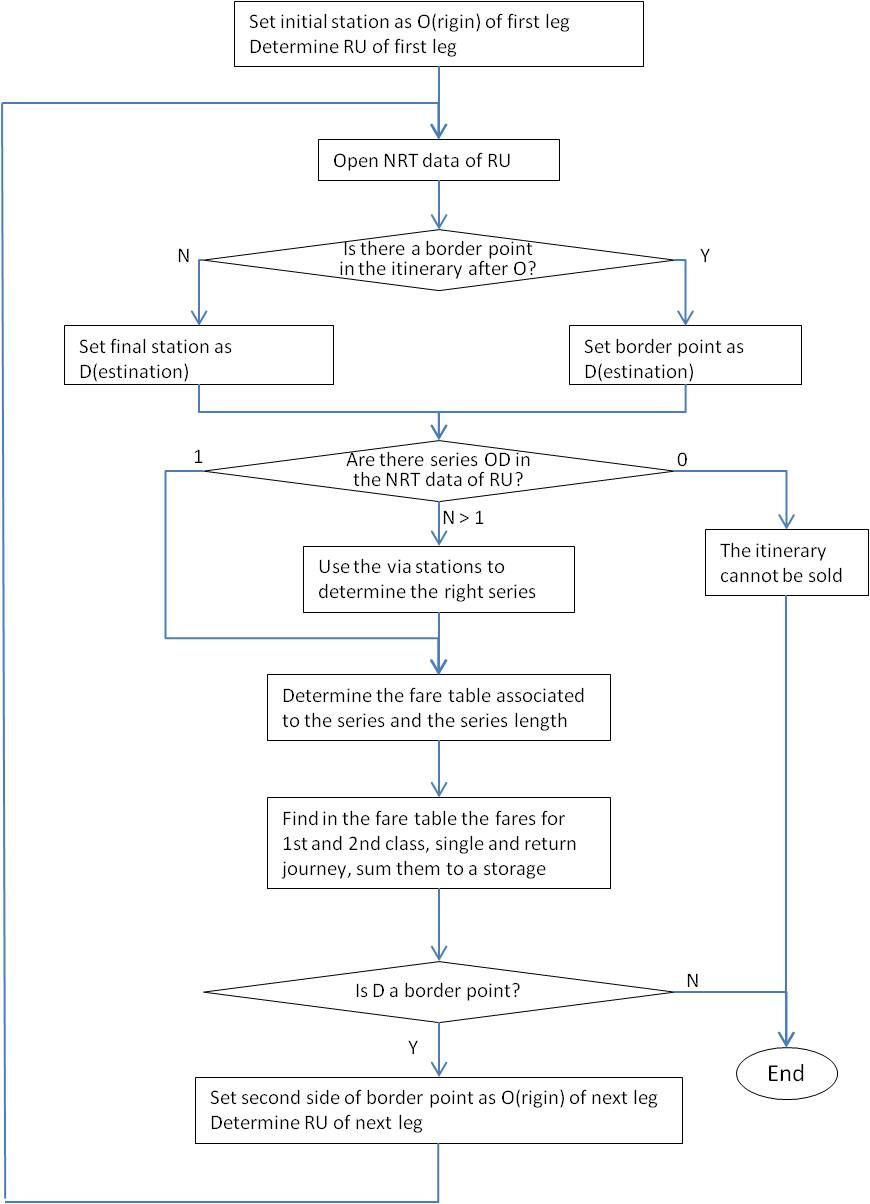 Set initial station as O(rigin) of first leg
Determine RU of first leg
Open NRT data of RU
Is there a border point
in the itinerary after O?
N
Y
Set final station as
D(estination)
Set border point as
D(estination)
Are there series OD in
the NRT data of RU?
1
0
N > 1
Use the via stations to
determine the right series
The itinerary
cannot be sold
Determine the fare table associated
to the series and the series length
Find in the fare table the fares for
1st and 2nd class, single and return
journey, sum them to a storage
Is D a border point?
N
Y
End
Set second side of border point as O(rigin) of next leg
Determine RU of next leg